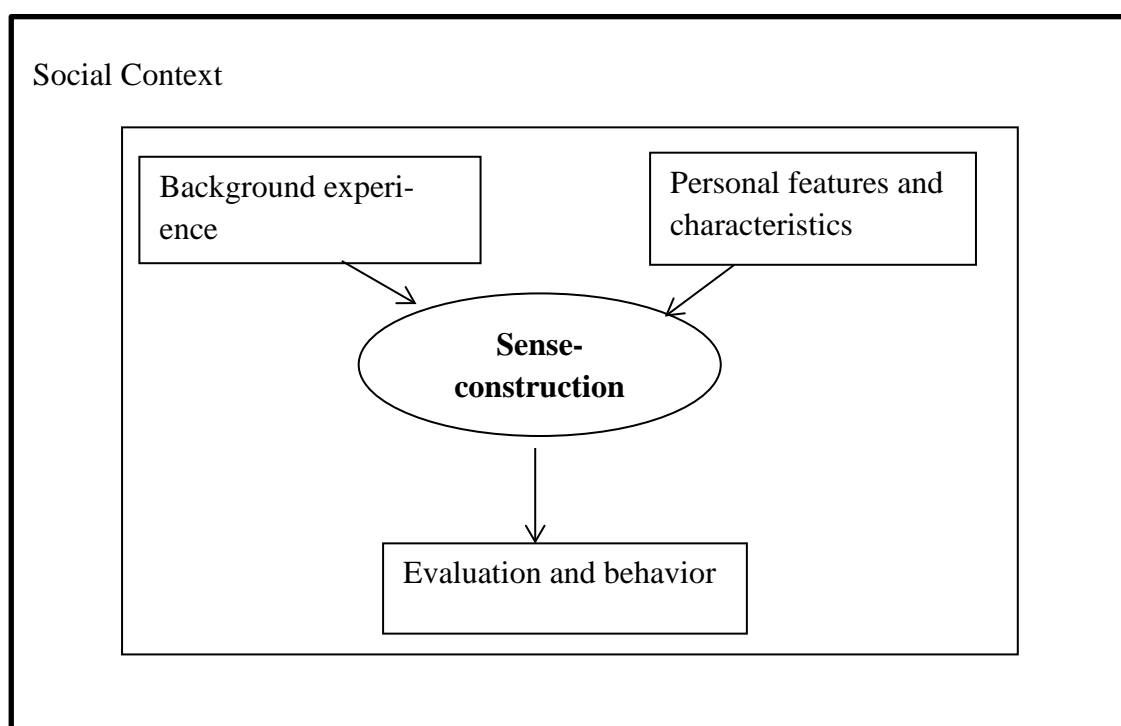 Social Context
Background experi-
ence
Personal features and
characteristics
Sense-
construction
Evaluation and behavior